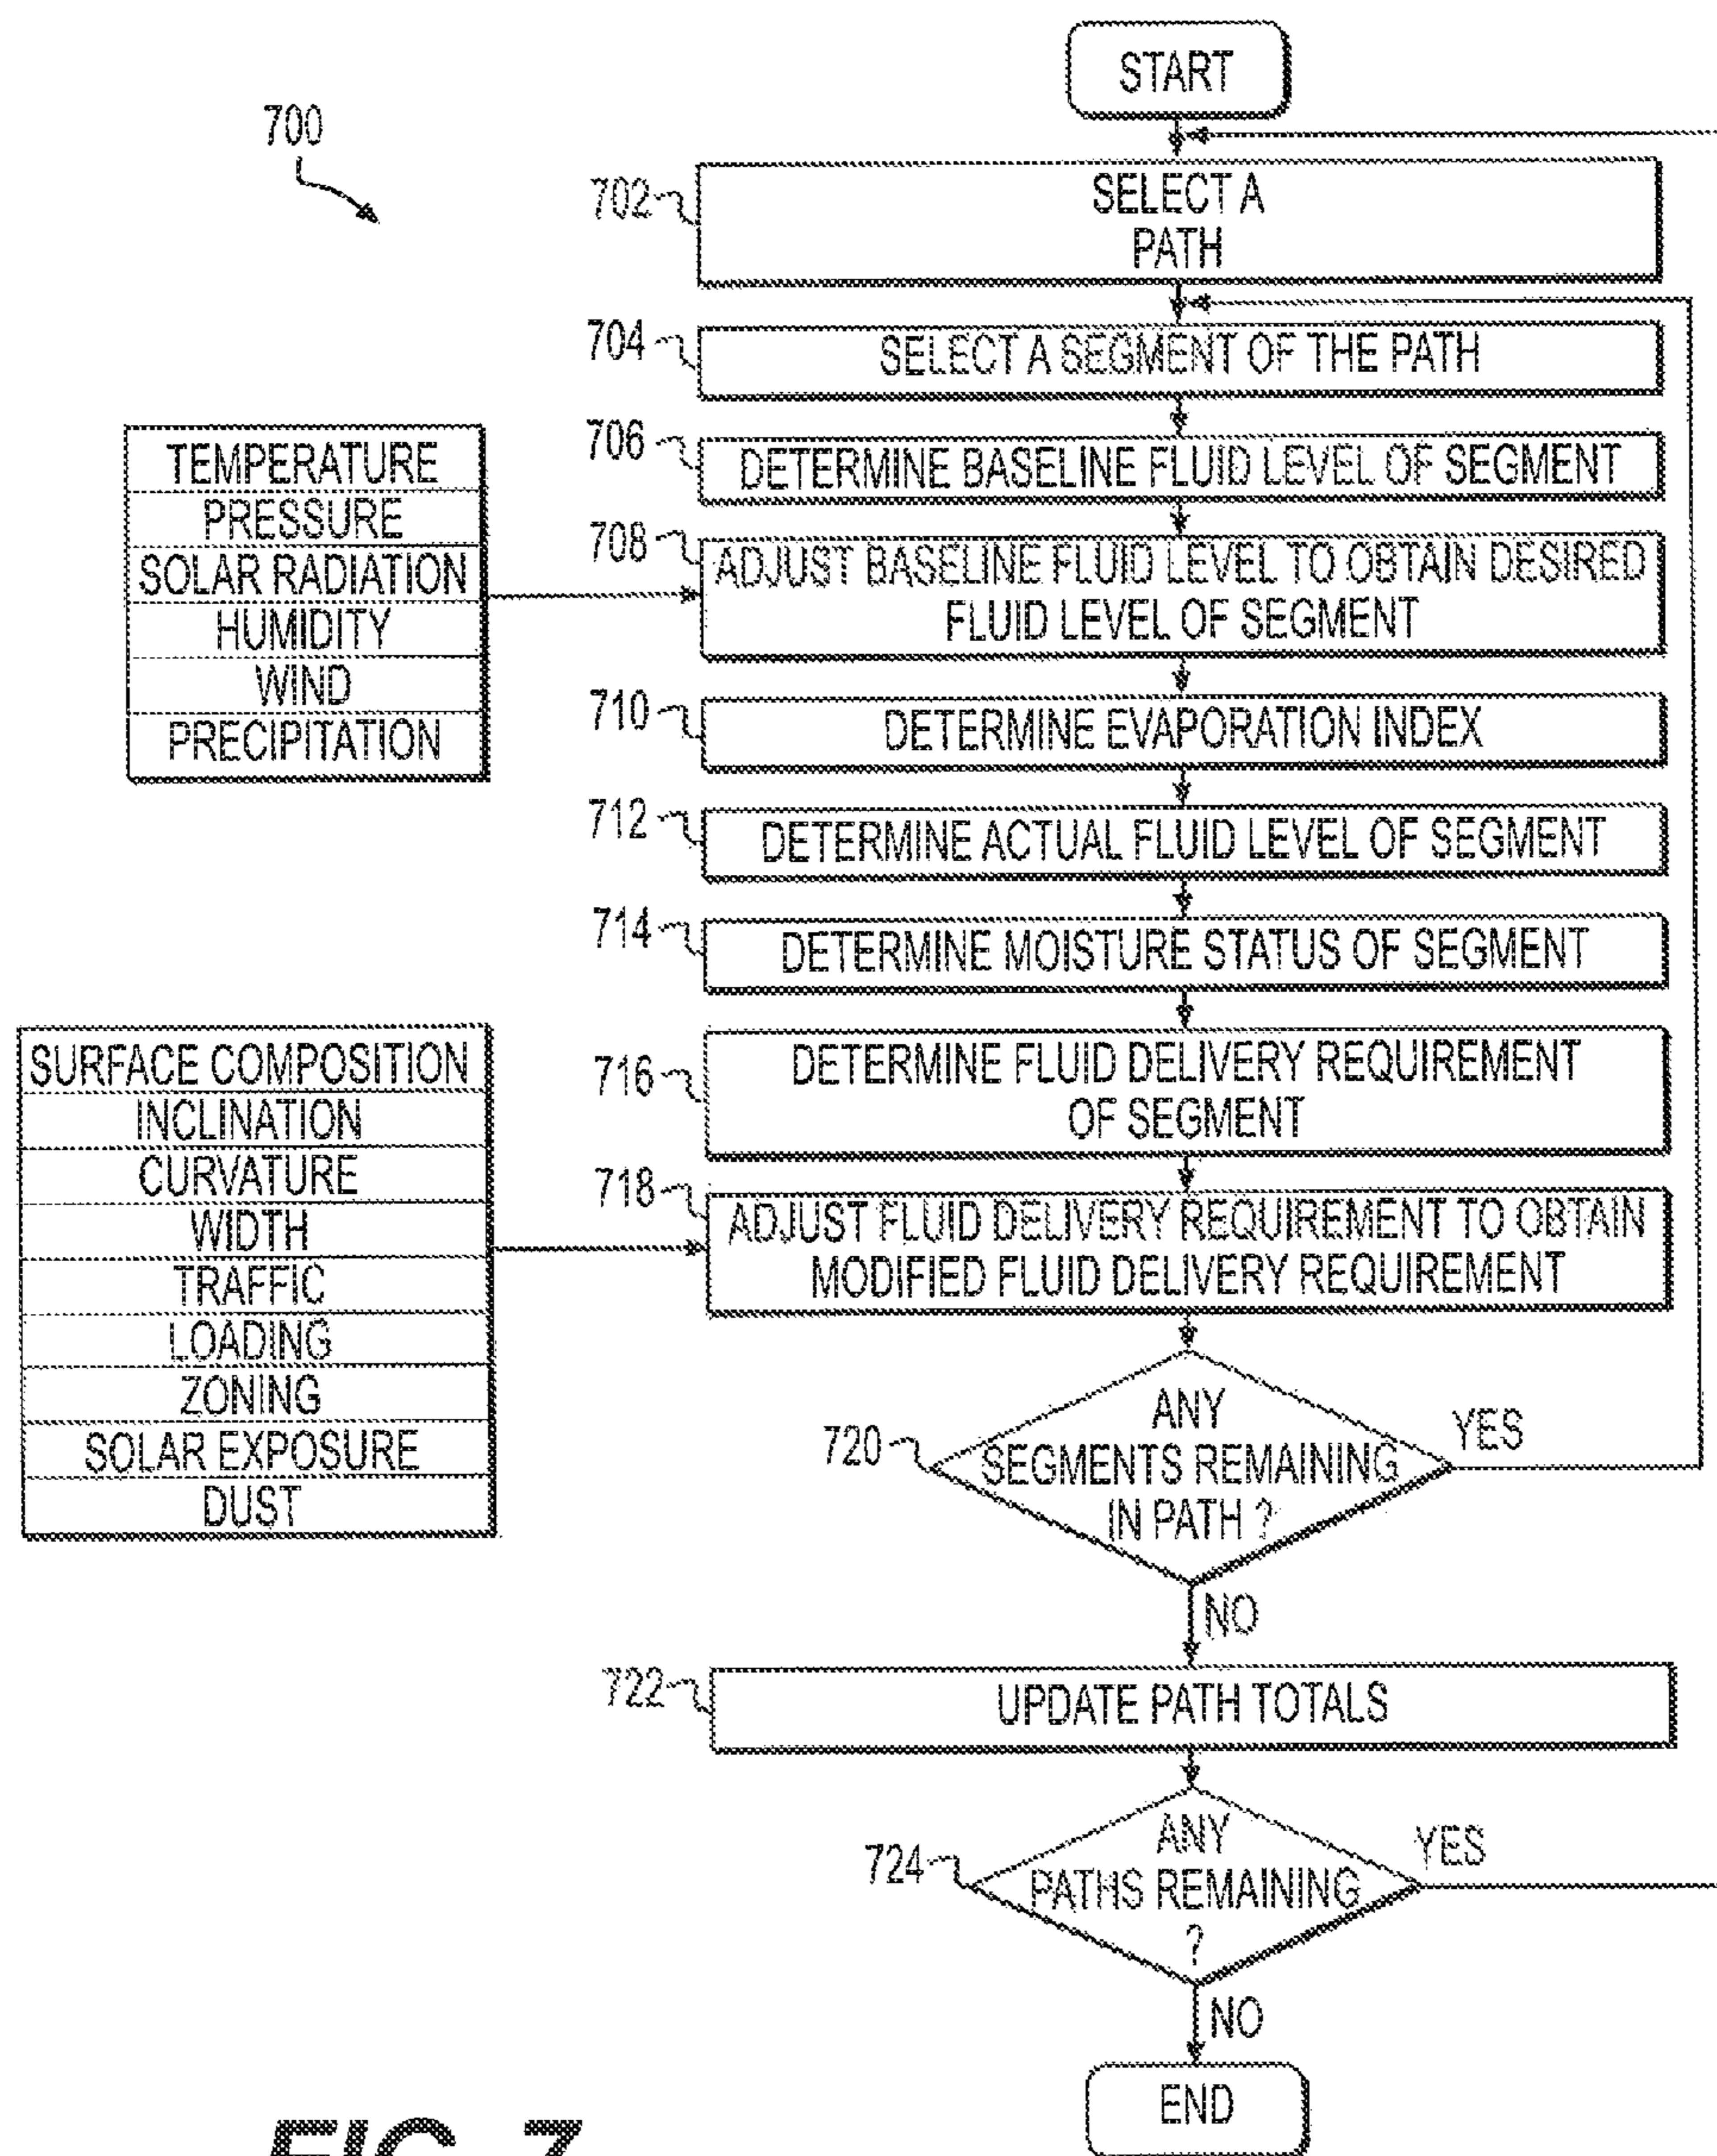 START
700
702
SELECT A
PATH
704
SELECT A SEGMENT OF THE PATH
706
DETERMINE BASELINE FLUID LEVEL OF SEGMENT
TEMPERATURE
PRESSURE
SOLAR RADIATION
HUMIDITY
WIND
PRECIPITATION
708
ADJUST BASELINE FLUID LEVEL TO OBTAIN DESIRED
FLUID LEVEL OF SEGMENT
710
DETERMINE EVAPORATION INDEX
712
DETERMINE ACTUAL FLUID LEVEL OF SEGMENT
714
DETERMINE MOISTURE STATUS OF SEGMENT
716
DETERMINE FLUID DELIVERY REQUIREMENT
OF SEGMENT
SURFACE COMPOSITION
INCLINATION
CURVATURE
WIDTH
TRAFFIC
LOADING
ZONING
SOLAR EXPOSURE
DUST
718
ADJUST FLUID DELIVERY REQUIREMENT TO OBTAIN
MODIFIED FLUID DELIVERY REQUIREMENT
720
ANY
SEGMENTS REMAINING
IN PATH ?
YES
NO
722
UPDATE PATH TOTALS
724
ANY
PATHS REMAINING
?
YES
NO
END
FIG. 7